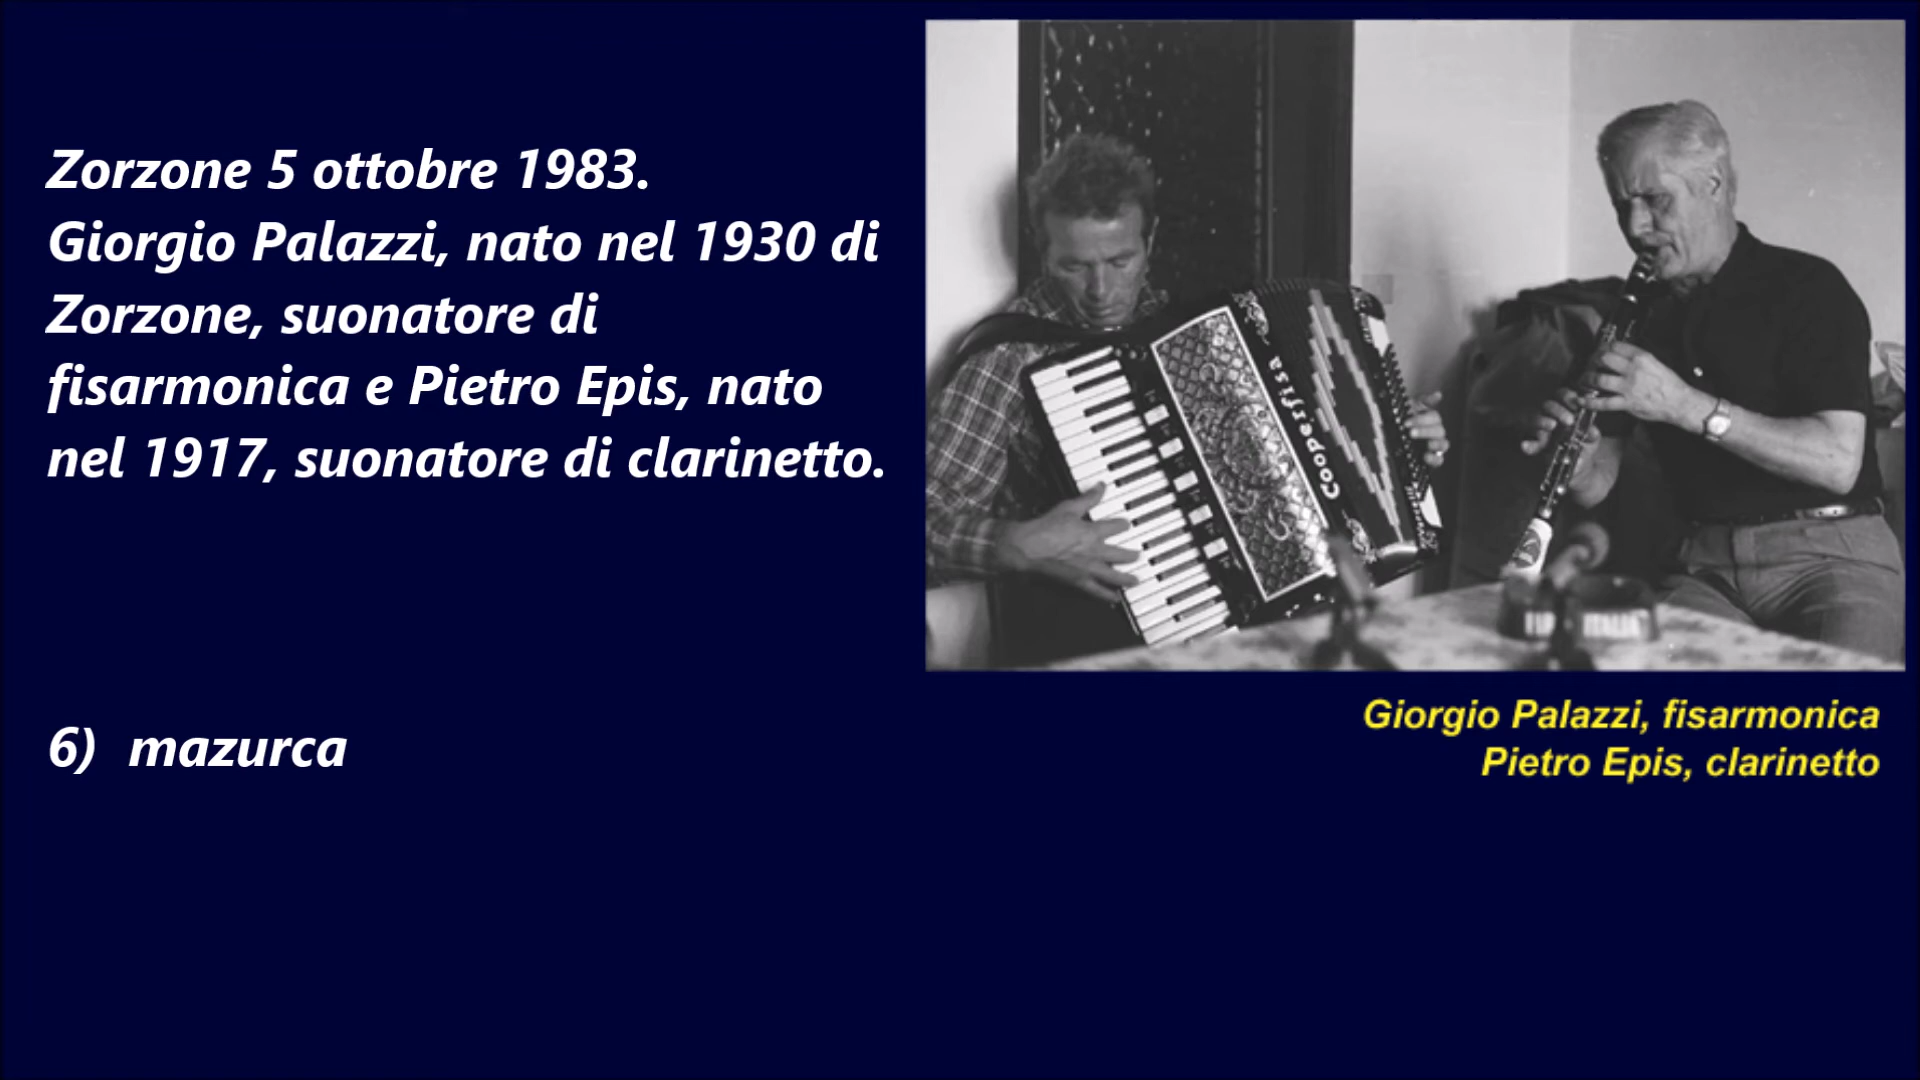 Zorzone 5 ottobre 1983.
Giorgio Palazzi, nato nel 1930 di
Zorzone, suonatore di
fisarmonica e Pietro Epis, nato
nel 1917, suonatore di clarinetto.
6) mazurca
Cooperfisa
ITALIA
Giorgio Palazzi, fisarmonica
Pietro Epis, clarinetto